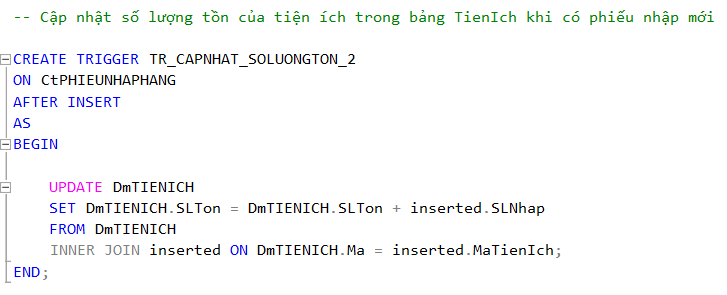 -- Cập nhật số lượng tồn của tiện ích trong bảng TienIch khi có phiếu nhập mới
CREATE TRIGGER TR_CAPNHAT_SOLUONGTON_2
ON CtPHIEUNHAPHANG
AFTER INSERT
AS
BEGIN
UPDATE DmTIENICH
SET DmTIENICH.SLTon = DmTIENICH.SLTon + inserted.SLNhap
FROM DmTIENICH
INNER JOIN inserted ON DmTIENICH.Ma = inserted.MaTienIch;
END;